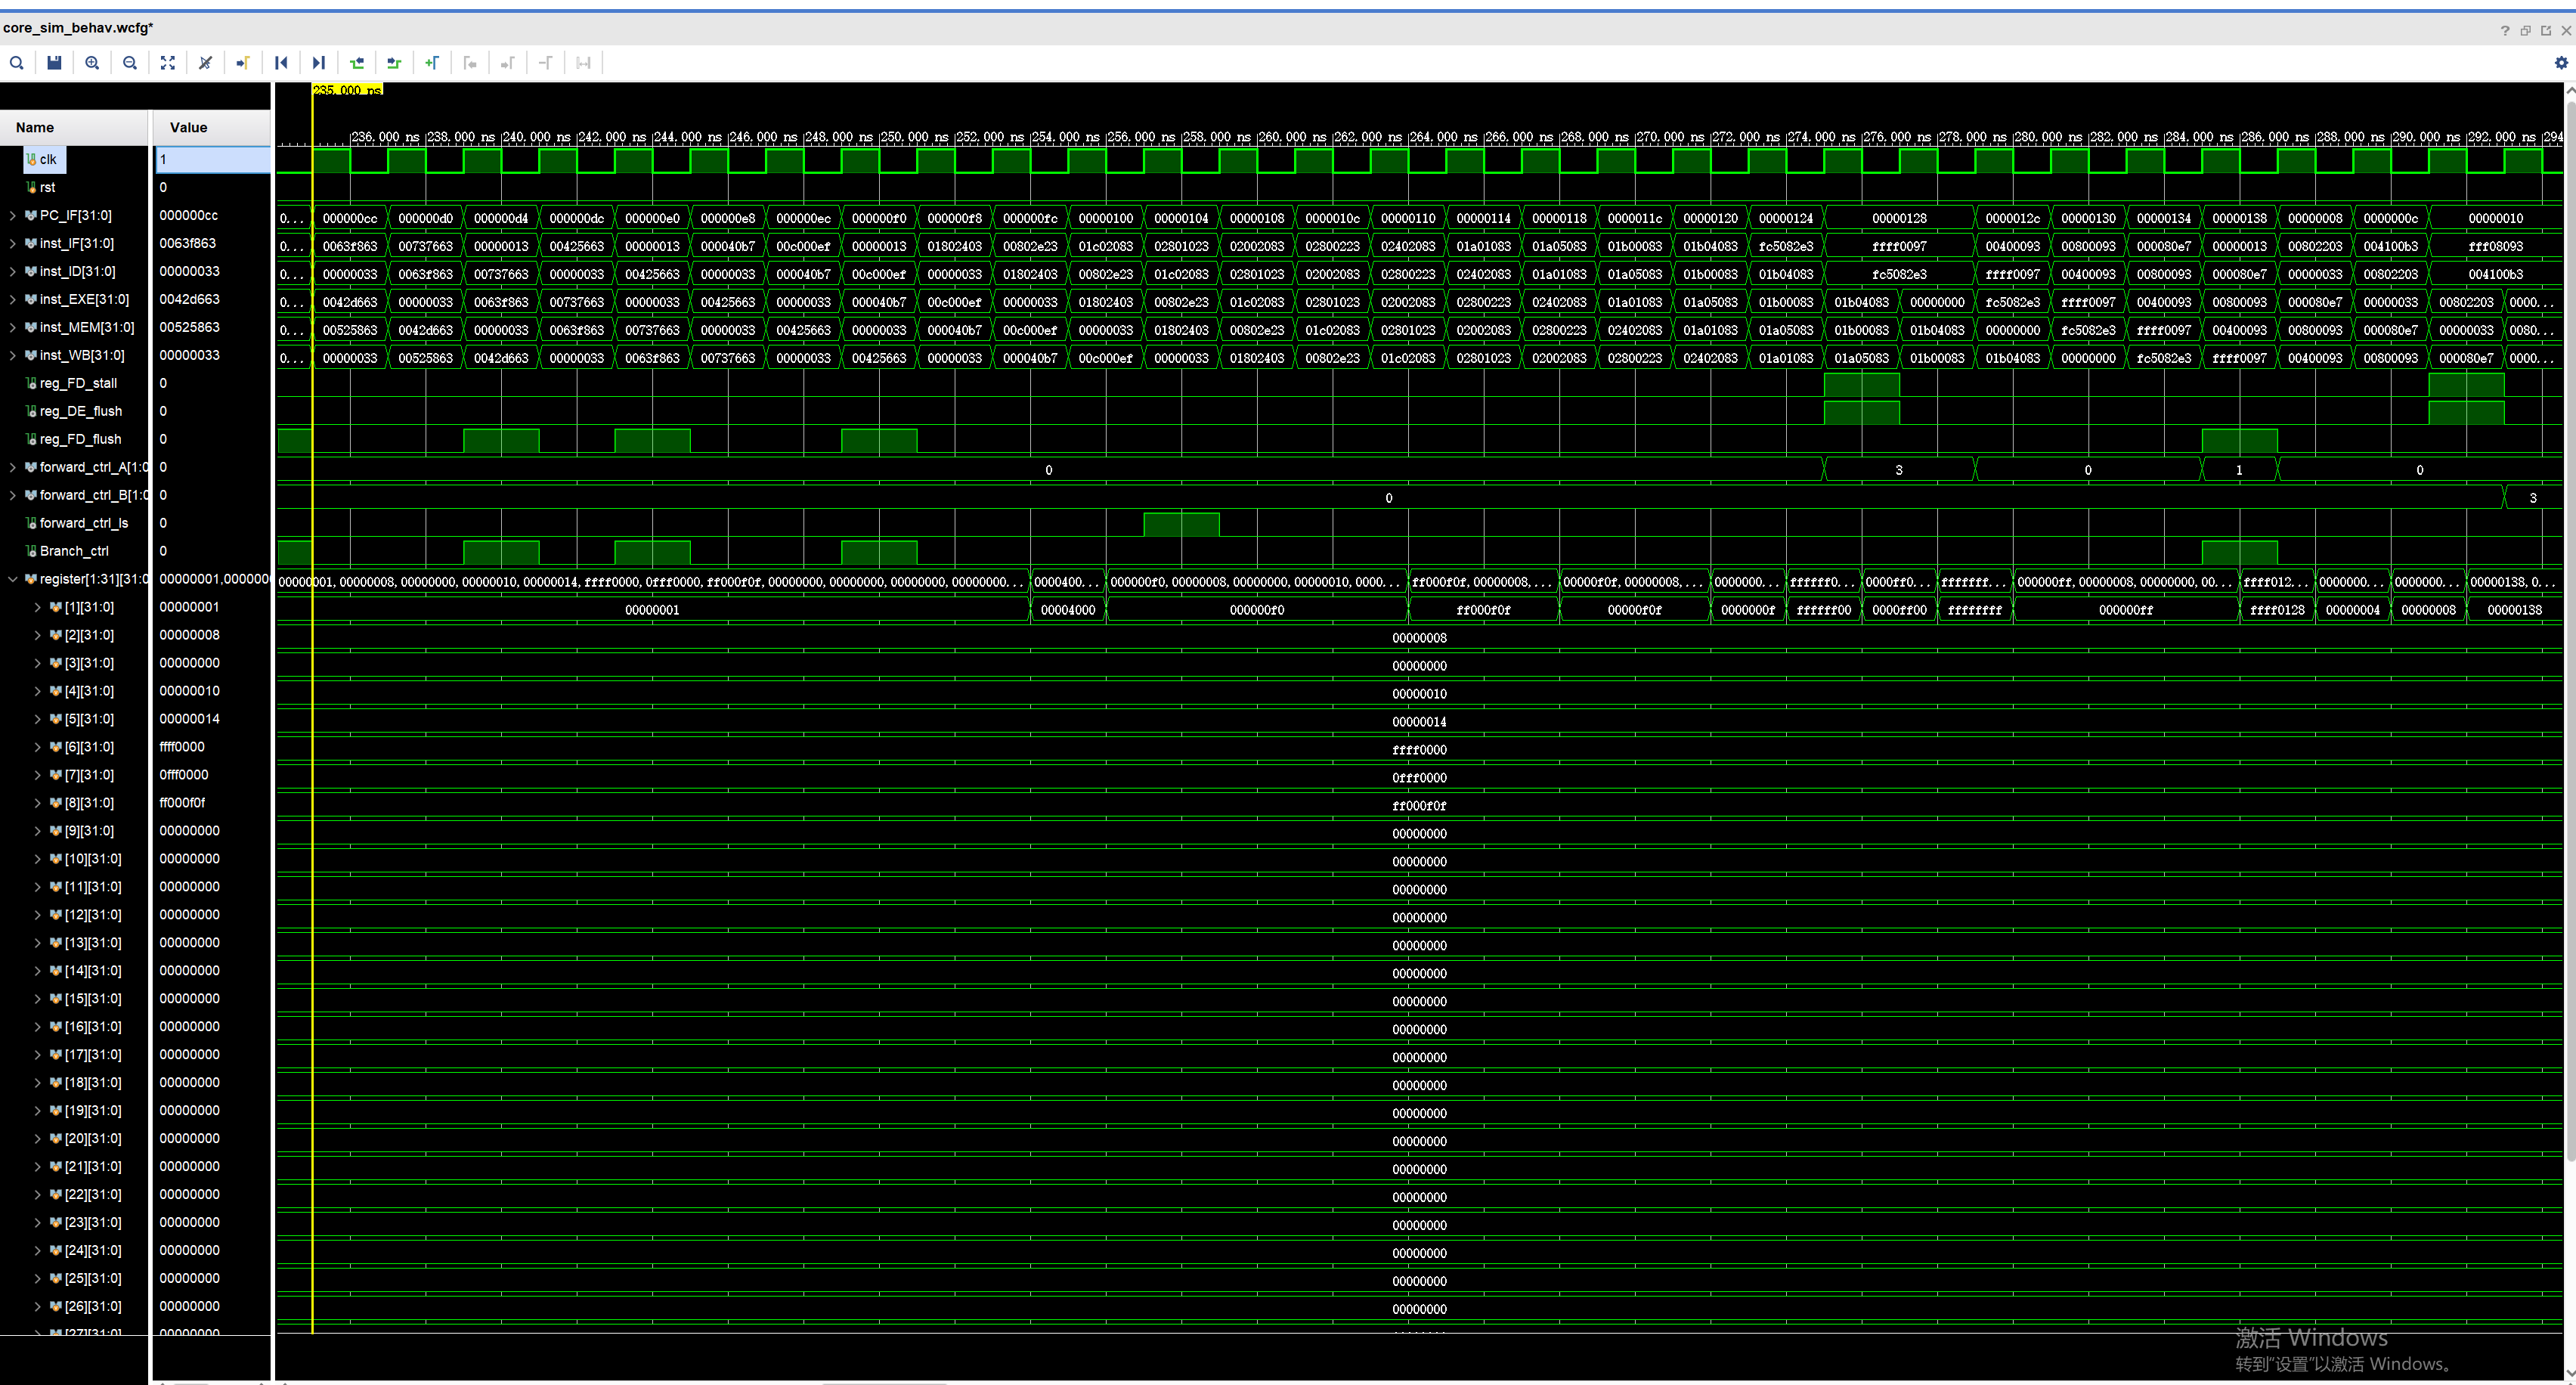 core_sim_behav.wcfg*
235.000 ns
Name Value
236.000 ns 238.000 ns 240.000 ns 242.000 ns 244.000 ns 246.000 ns 248.000 ns 250.000 ns 252.000 ns 254.000 ns 256.000 ns 258.000 ns 260.000 ns 262.000 ns 264.000 ns 266.000 ns 268.000 ns 270.000 ns 272.000 ns 274.000 ns 276.000 ns 278.000 ns 280.000 ns 282.000 ns 284.000 ns 286.000 ns 288.000 ns 290.000 ns 292.000 ns 294
clk 1
rst 0
PC_IF[31:0] 000000cc 0... 000000cc 000000d0 000000d4 000000dc 000000e0 000000e8 000000ec 000000f0 000000f8 000000fc 00000100 00000104 00000108 0000010c 00000110 00000114 00000118 0000011c 00000120 00000124 00000128 0000012c 00000130 00000134 00000138 00000008 0000000c 00000010
inst_IF[31:0] 0063f863 0... 0063f863 00737663 00000013 00425663 00000013 000040b7 00c000ef 00000013 01802403 00802e23 01c02083 02801023 02002083 02800223 02402083 01a01083 01a05083 01b00083 01b04083 fc5082e3 ffff0097 00400093 00800093 000080e7 00000013 00802203 004100b3 fff08093
inst_ID[31:0] 00000033 0... 00000033 0063f863 00737663 00000033 00425663 00000033 000040b7 00c000ef 00000033 01802403 00802e23 01c02083 02801023 02002083 02800223 02402083 01a01083 01a05083 01b00083 01b04083 fc5082e3 ffff0097 00400093 00800093 000080e7 00000033 00802203 004100b3
inst_EXE[31:0] 0042d663 0... 0042d663 00000033 0063f863 00737663 00000033 00425663 00000033 000040b7 00c000ef 00000033 01802403 00802e23 01c02083 02801023 02002083 02800223 02402083 01a01083 01a05083 01b00083 01b04083 00000000 fc5082e3 ffff0097 00400093 00800093 000080e7 00000033 00802203 0000...
inst_MEM[31:0] 00525863 0... 00525863 0042d663 00000033 0063f863 00737663 00000033 00425663 00000033 000040b7 00c000ef 00000033 01802403 00802e23 01c02083 02801023 02002083 02800223 02402083 01a01083 01a05083 01b00083 01b04083 00000000 fc5082e3 ffff0097 00400093 00800093 000080e7 00000033 0080...
inst_WB[31:0] 00000033 0... 00000033 00525863 0042d663 00000033 0063f863 00737663 00000033 00425663 00000033 000040b7 00c000ef 00000033 01802403 00802e23 01c02083 02801023 02002083 02800223 02402083 01a01083 01a05083 01b00083 01b04083 00000000 fc5082e3 ffff0097 00400093 00800093 000080e7 0000...
reg_FD_stall 0
reg_DE_flush 0
reg_FD_flush 0
forward_ctrl_A[1:0 0 0 3 0 1 0
forward_ctrl_B[1:0 0 0 3
forward_ctrl_ls 0
Branch_ctrl 0
register[1:31][31:0 00000001,0000000 00000001,00000008,00000000,00000010,00000014,ffff0000,0fff0000,ff000f0f,00000000,00000000,00000000,00000000... 0000400... 000000f0,00000008,00000000,00000010,0000... ff000f0f,00000008,... 00000f0f,00000008,... 0000000... ffffff0... 0000ff0... fffffff... 000000ff,00000008,00000000,00... ffff012... 0000000... 0000000... 00000138,0...
[1][31:0] 00000001 00000001 00004000 000000f0 ff000f0f 00000f0f 0000000f ffffff00 0000ff00 ffffffff 000000ff ffff0128 00000004 00000008 00000138
[2][31:0] 00000008 00000008
[3][31:0] 00000000 00000000
[4][31:0] 00000010 00000010
[5][31:0] 00000014 00000014
[6][31:0] ffff0000 ffff0000
[7][31:0] 0fff0000 0fff0000
[8][31:0] ff000f0f ff000f0f
[9][31:0] 00000000 00000000
[10][31:0] 00000000 00000000
[11][31:0] 00000000 00000000
[12][31:0] 00000000 00000000
[13][31:0] 00000000 00000000
[14][31:0] 00000000 00000000
[15][31:0] 00000000 00000000
[16][31:0] 00000000 00000000
[17][31:0] 00000000 00000000
[18][31:0] 00000000 00000000
[19][31:0] 00000000 00000000
[20][31:0] 00000000 00000000
[21][31:0] 00000000 00000000
[22][31:0] 00000000 00000000
[23][31:0] 00000000 00000000
[24][31:0] 00000000 00000000
[25][31:0] 00000000 00000000
[26][31:0] 00000000 00000000
[27][31:0] 00000000
激活 Windows
转到"设置"以激活 Windows。